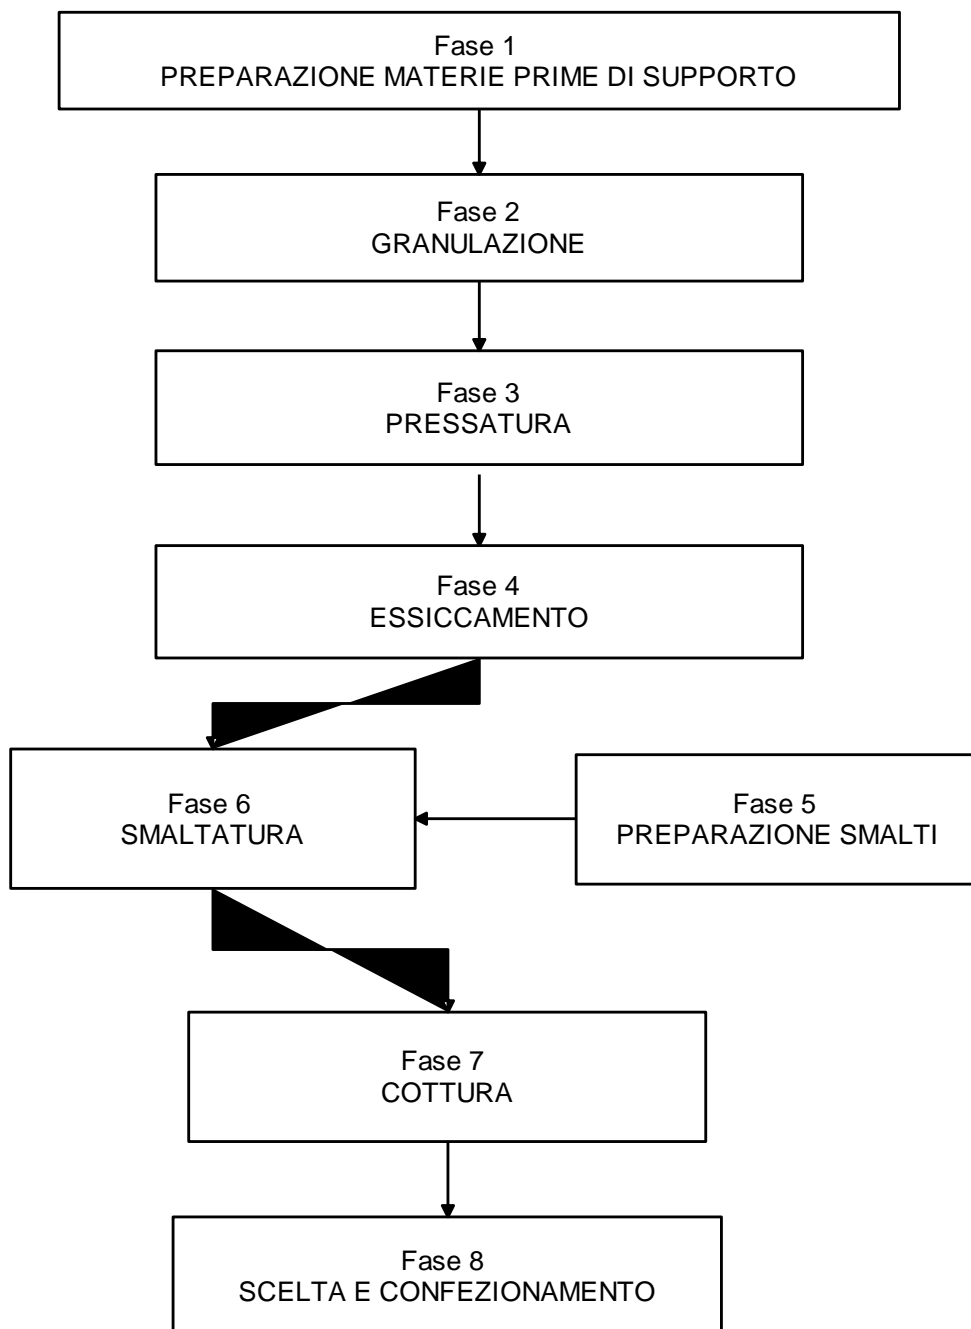 Fase 1
PREPARAZIONE MATERIE PRIME DI SUPPORTO
Fase 2
GRANULAZIONE
Fase 3
PRESSATURA
Fase 4
ESSICCAMENTO
Fase 6
SMALTATURA
Fase 5
PREPARAZIONE SMALTI
Fase 7
COTTURA
Fase 8
SCELTA E CONFEZIONAMENTO